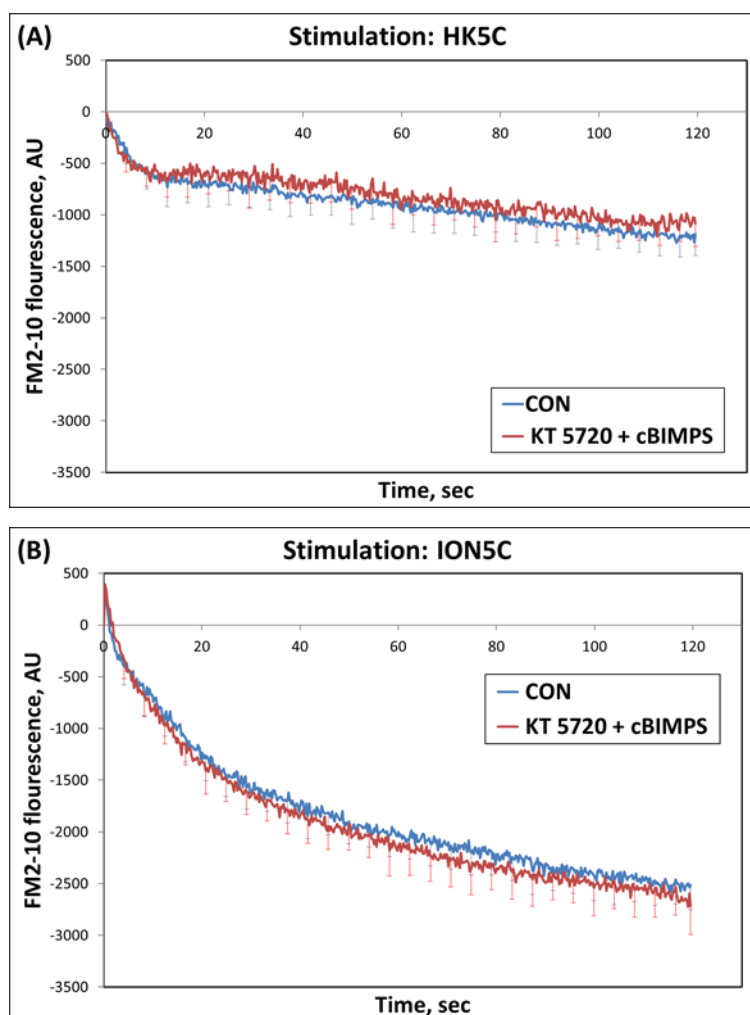 (A) Stimulation: HK5C
500
0
0 20 40 60 80 100 120
-500
-1000
-1500
-2000
-2500
-3000
-3500
FM2-10 flourescence, AU
CON
KT 5720 + cBIMPS
Time, sec
(B) Stimulation: ION5C
500
0
0 20 40 60 80 100 120
-500
-1000
-1500
-2000
-2500
-3000
-3500
FM2-10 flourescence, AU
CON
KT 5720 + cBIMPS
Time, sec